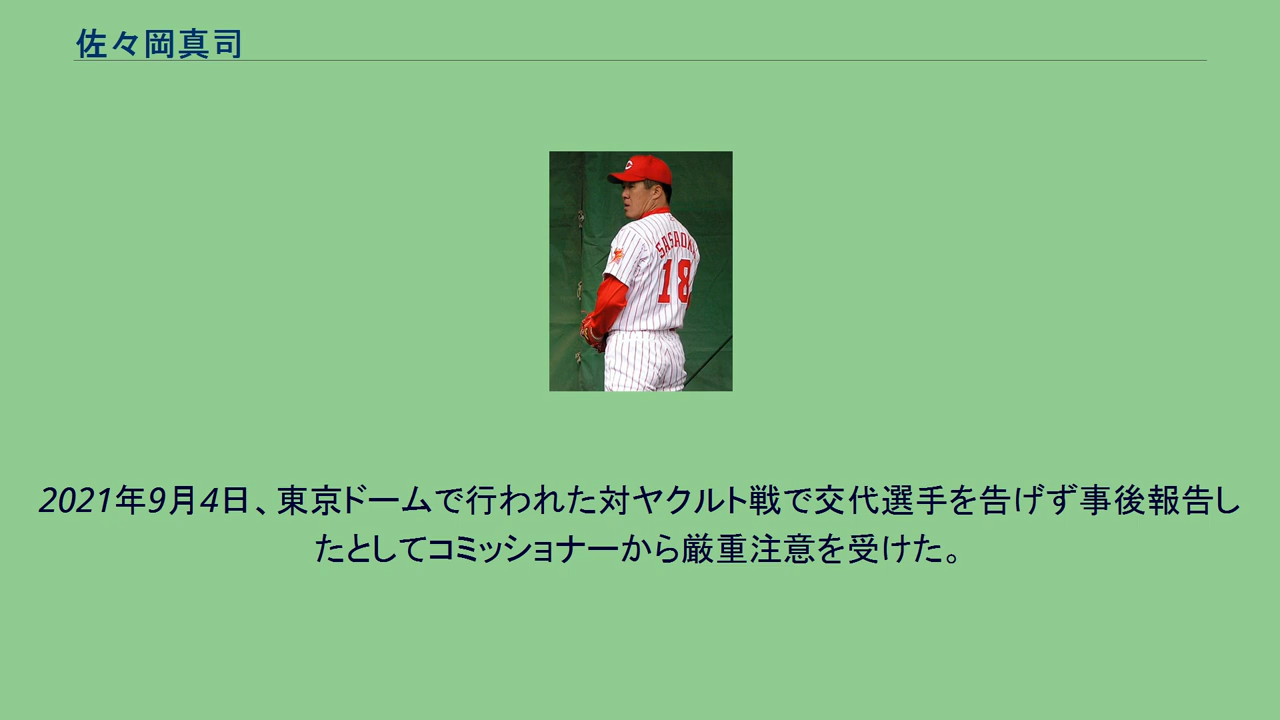 佐々岡真司
C
SASAOKA
18
2021年9月4日、東京ドームで行われた対ヤクルト戦で交代選手を告げず事後報告し
たとしてコミッショナーから厳重注意を受けた。